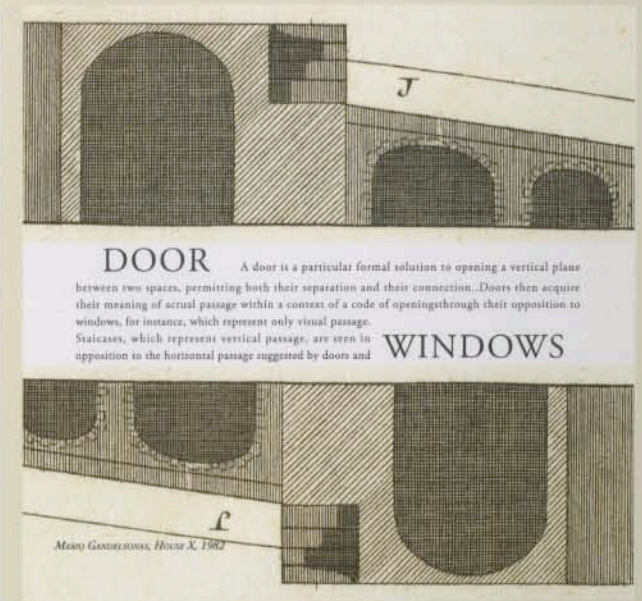 J
DOOR A door is a particular formal solution to opening a vertical plane
between two spaces, permitting both their separation and their connection..Doors then acquire
their meaning of actual passage within a context of a code of openingsthrough their opposition to
windows, for instance, which represent only visual passage.
Staicases, which represent vertical passage, are seen in
opposition to the horizontal passage suggested by doors and WINDOWS
Mario Gandelsonas, House X, 1982